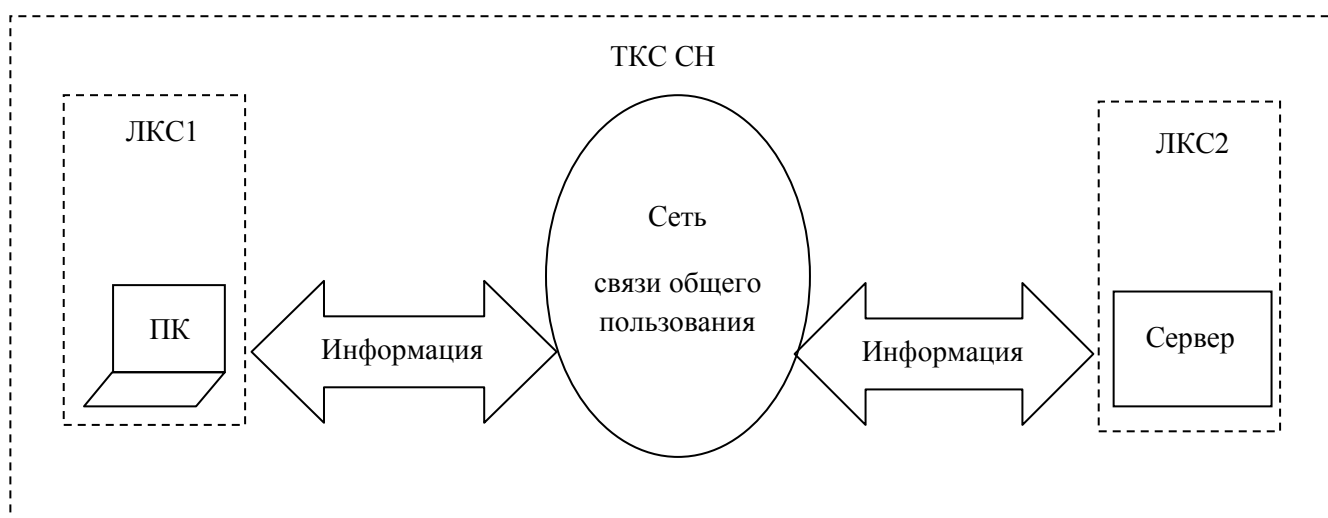 ТКС СН
ЛКС1
ЛКС2
Сеть
связи общего
пользования
ПК
Информация
Информация
Сервер